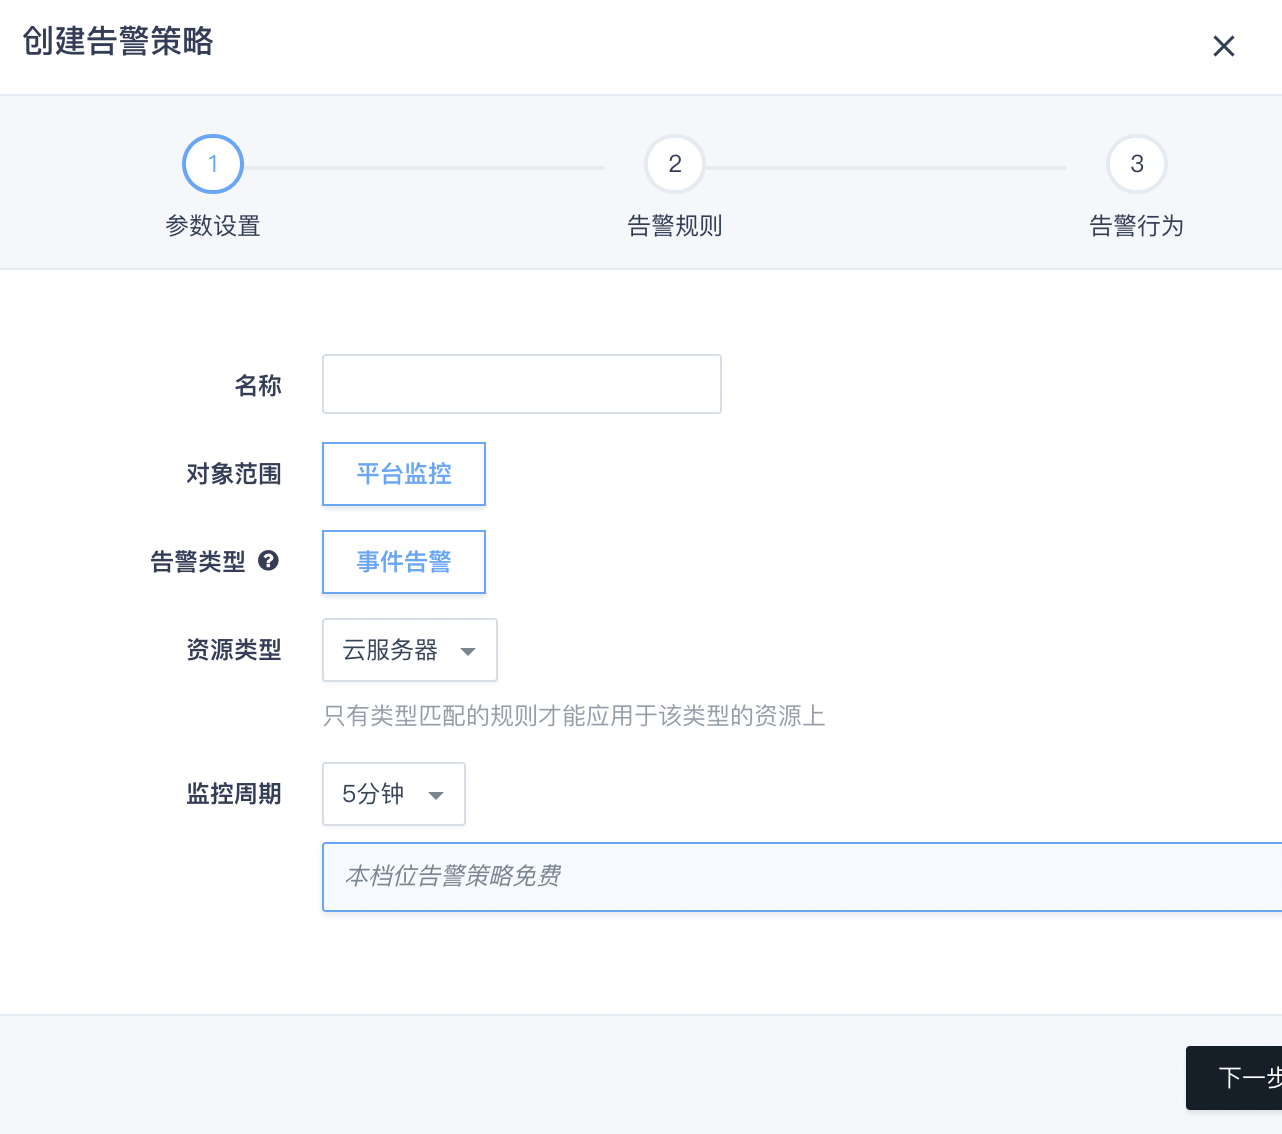 创建告警策略
1
2
3
参数设置
告警规则
告警行为
名称
对象范围
平台监控
告警类型
事件告警
资源类型
云服务器
只有类型匹配的规则才能应用于该类型的资源上
监控周期
5分钟
本档位告警策略免费
下一步